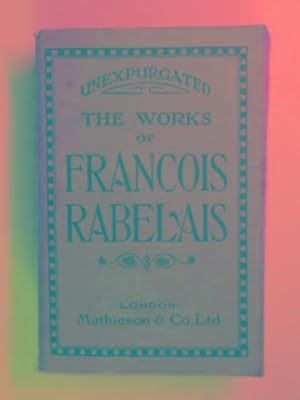 UNEXPURGATED
THE WORKS
OF
FRANCOIS
RABELAIS
LONDON:
Mathieson & Co. Ltd